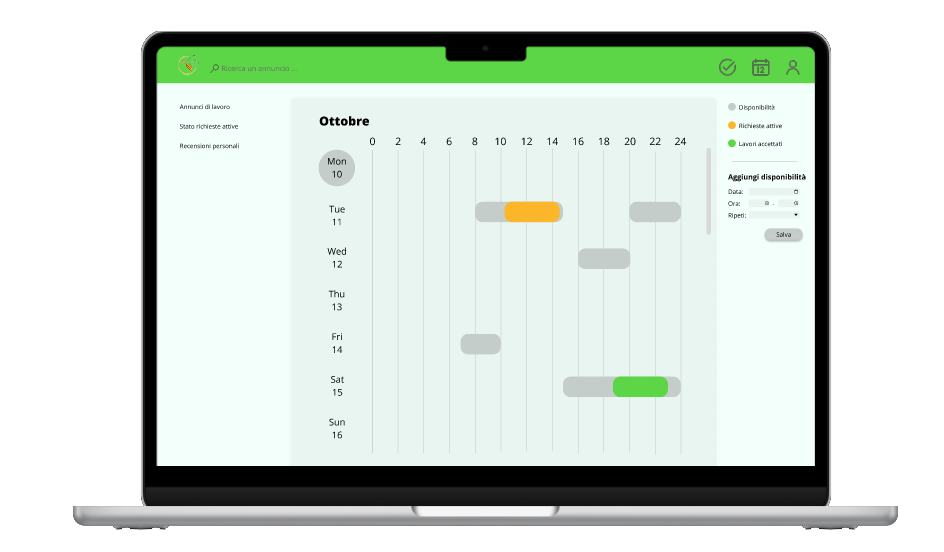 Ricerca un annuncio ...
12
Annunci di lavoro
Stato richieste attive
Recensioni personali
Ottobre
0 2 4 6 8 10 12 14 16 18 20 22 24
Mon
10
Tue
11
Wed
12
Thu
13
Fri
14
Sat
15
Sun
16
Disponibilità
Richieste attive
Lavori accettati
Aggiungi disponibilità
Data:
Ora: -
Ripeti:
Salva